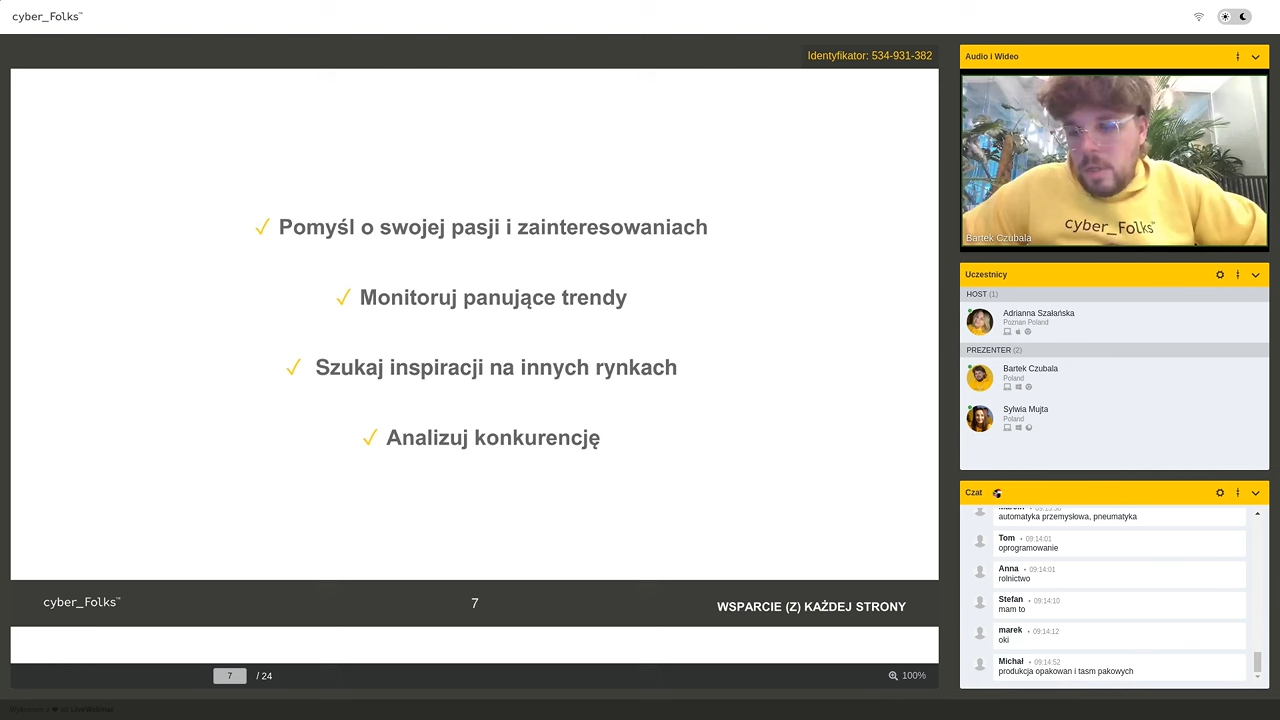 cyber_Folks™
Identyfikator: 534-931-382
✓ Pomyśl o swojej pasji i zainteresowaniach
✓ Monitoruj panujące trendy
✓ Szukaj inspiracji na innych rynkach
✓ Analizuj konkurencję
cyber_Folks™
7
WSPARCIE (Z) KAŻDEJ STRONY
7 / 24
100%
Audio i Wideo
cyber_Folks™
Bartek Czubala
Uczestnicy
HOST (1)
Adrianna Szałańska
Poznan Poland
PREZENTER (2)
Bartek Czubala
Poland
Sylwia Mujta
Poland
Czat
automatyka przemysłowa, pneumatyka
Tom • 09:14:01
oprogramowanie
Anna • 09:14:01
rolnictwo
Stefan • 09:14:10
mam to
marek • 09:14:12
oki
Michał • 09:14:52
produkcja opakowan i tasm pakowych
LiveWebinar